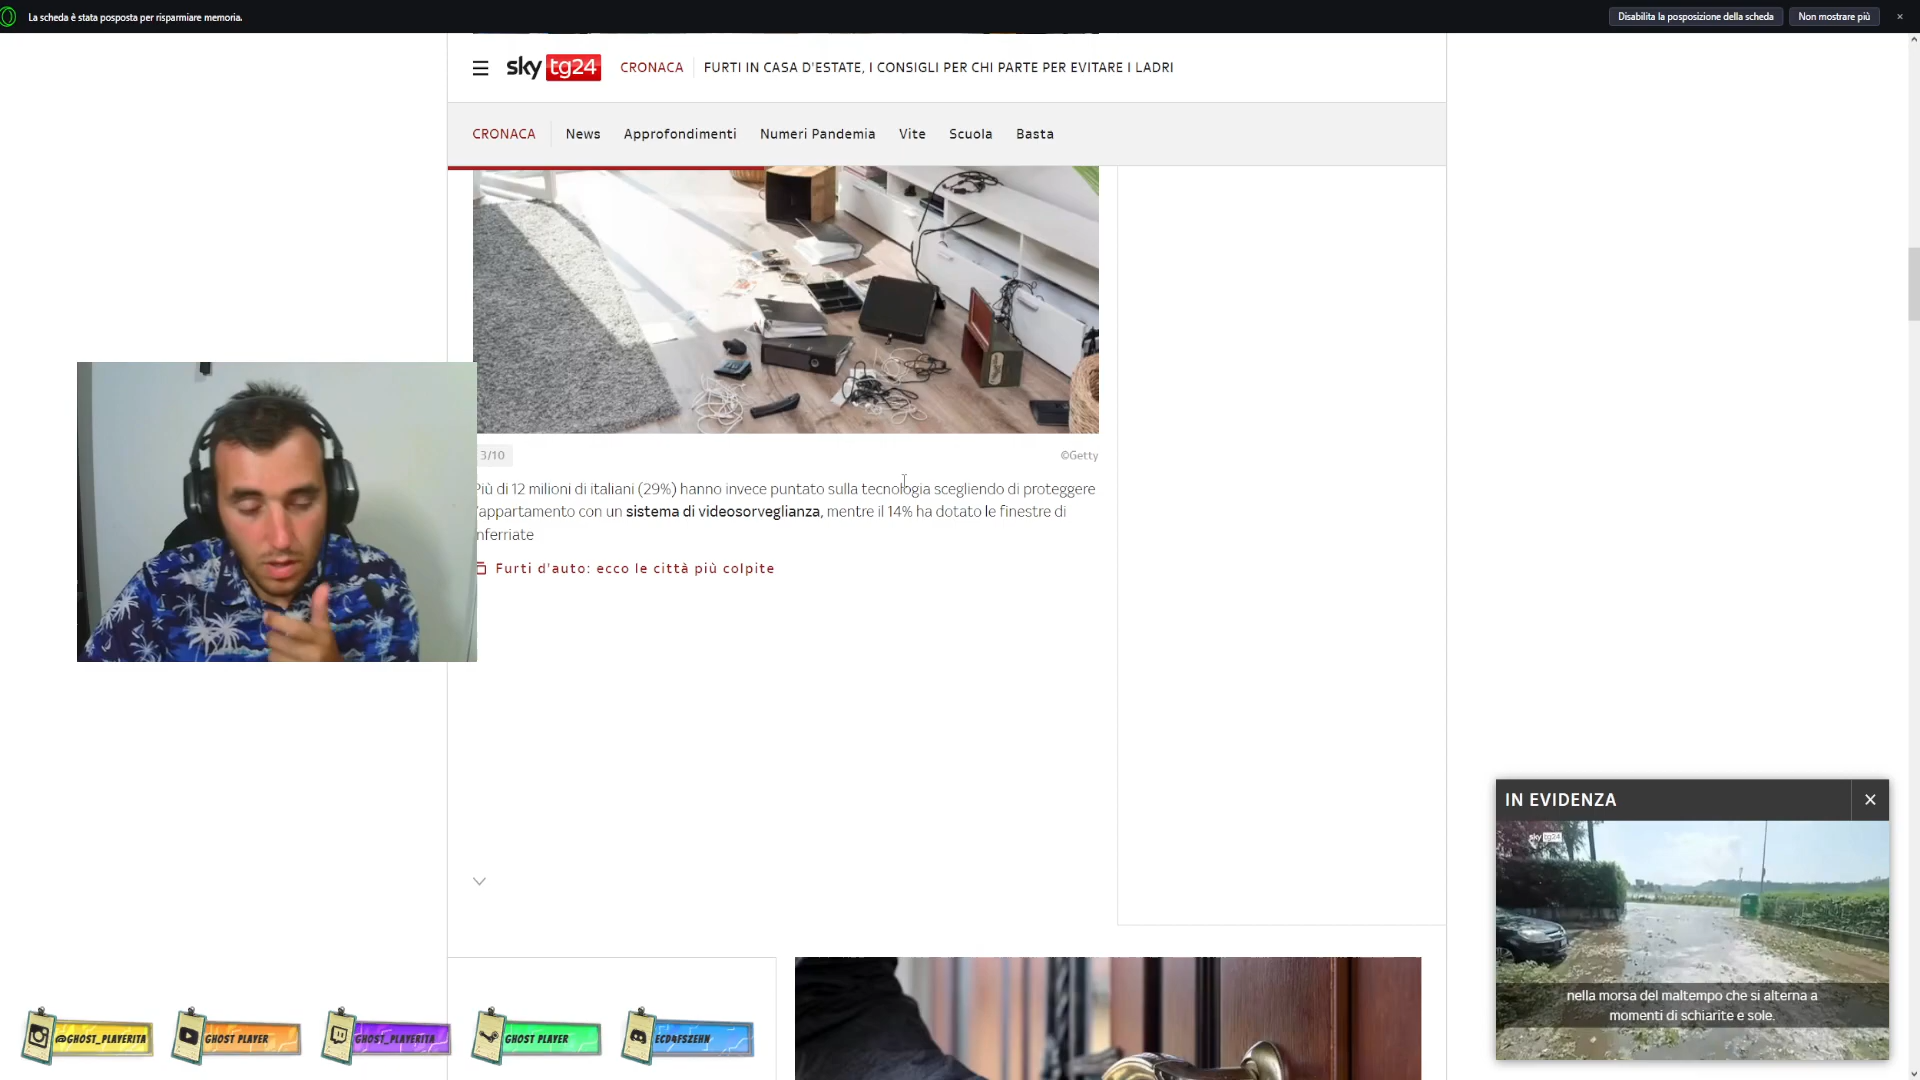 La scheda è stata posposta per risparmiare memoria.
Disabilita la posposizione della scheda
Non mostrare più
sky tg24
CRONACA
FURTI IN CASA D'ESTATE, I CONSIGLI PER CHI PARTE PER EVITARE I LADRI
CRONACA
News
Approfondimenti
Numeri Pandemia
Vite
Scuola
Basta
3/10
©Getty
Più di 12 milioni di italiani (29%) hanno invece puntato sulla tecnologia scegliendo di proteggere
'appartamento con un sistema di videosorveglianza, mentre il 14% ha dotato le finestre di
nferriate
Furti d'auto: ecco le città più colpite
IN EVIDENZA
sky tg24
nella morsa del maltempo che si alterna a
momenti di schiarite e sole.
@GHOST_PLAYERITA
GHOST PLAYER
GHOST_PLAYERITA
GHOST PLAYER
ECD4FSZEHN